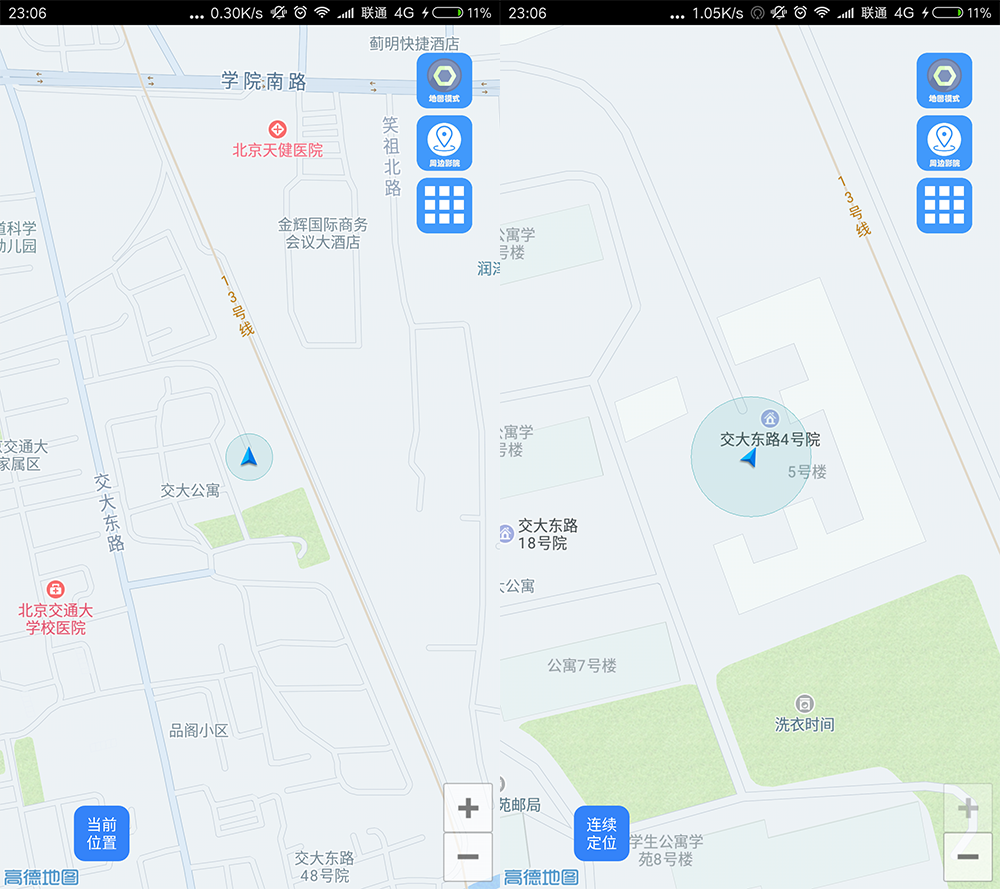 23:06
... 0.30K/s 联通 4G 11%
蓟明快捷酒店
学院南路
地图模式
北京天健医院
笑祖北路
周边影院
道科学
幼儿园
金辉国际商务
会议大酒店
润泽
13号线
京交通大
家属区
交大公寓
交大东路
北京交通大
学校医院
品阁小区
当前
位置
交大东路
48号院
高德地图
23:06
... 1.05K/s 联通 4G 11%
地图模式
周边影院
13号线
公寓学
号楼
公寓学
号楼
交大东路4号院
5号楼
交大东路
18号院
大公寓
公寓7号楼
洗衣时间
苑邮局
连续
定位
学生公寓学
苑8号楼
高德地图